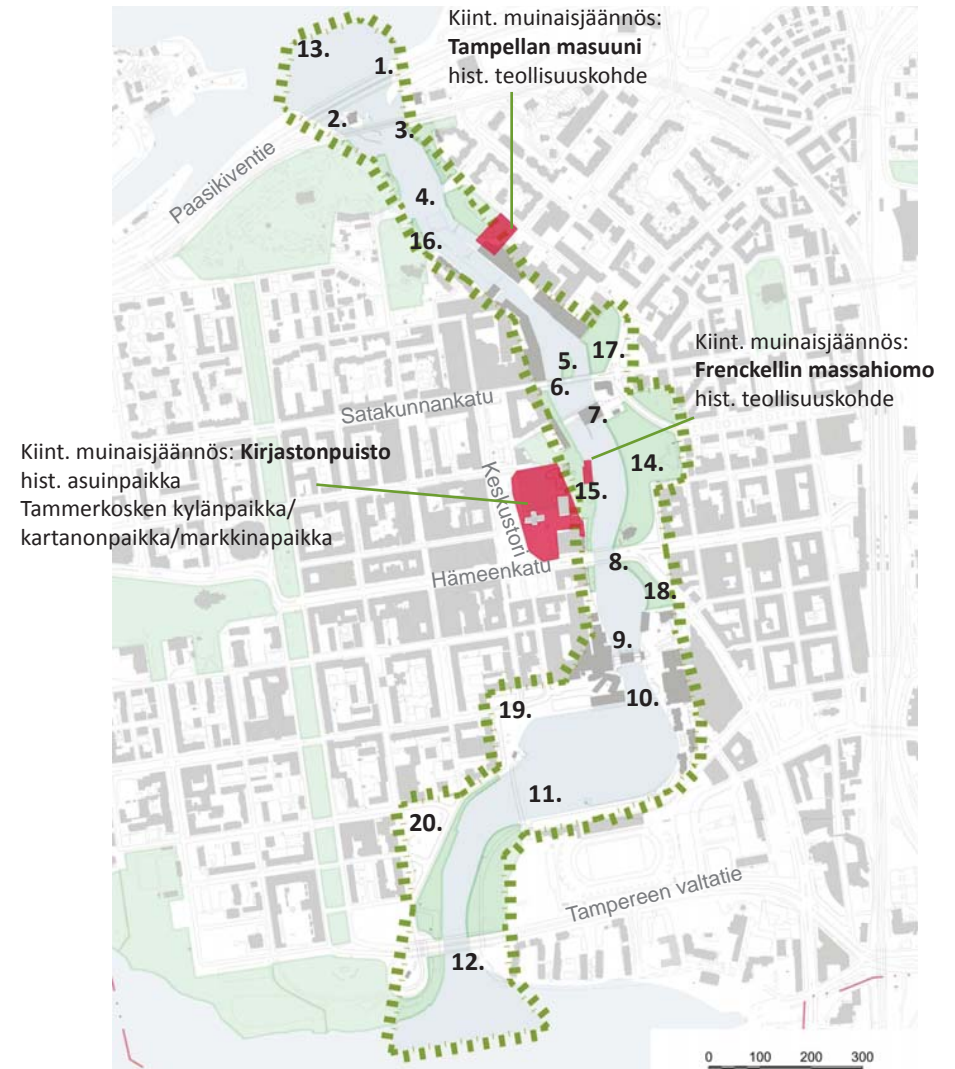 Kiint. muinaisjäännös:
Tampellan masuuni
hist. teollisuuskohde
13.
1.
2.
3.
Paasikiventie
4.
16.
Kiint. muinaisjäännös:
Frenckellin massahiomo
hist. teollisuuskohde
5.
17.
6.
Satakunnankatu
7.
Kiint. muinaisjäännös: Kirjastonpuisto
hist. asuinpaikka
Tammerkosken kylänpaikka/
kartanonpaikka/markkinapaikka
14.
Keskustori
15.
8.
Hämeenkatu
18.
9.
10.
19.
11.
20.
Tampereen valtatie
12.
0 100 200 300